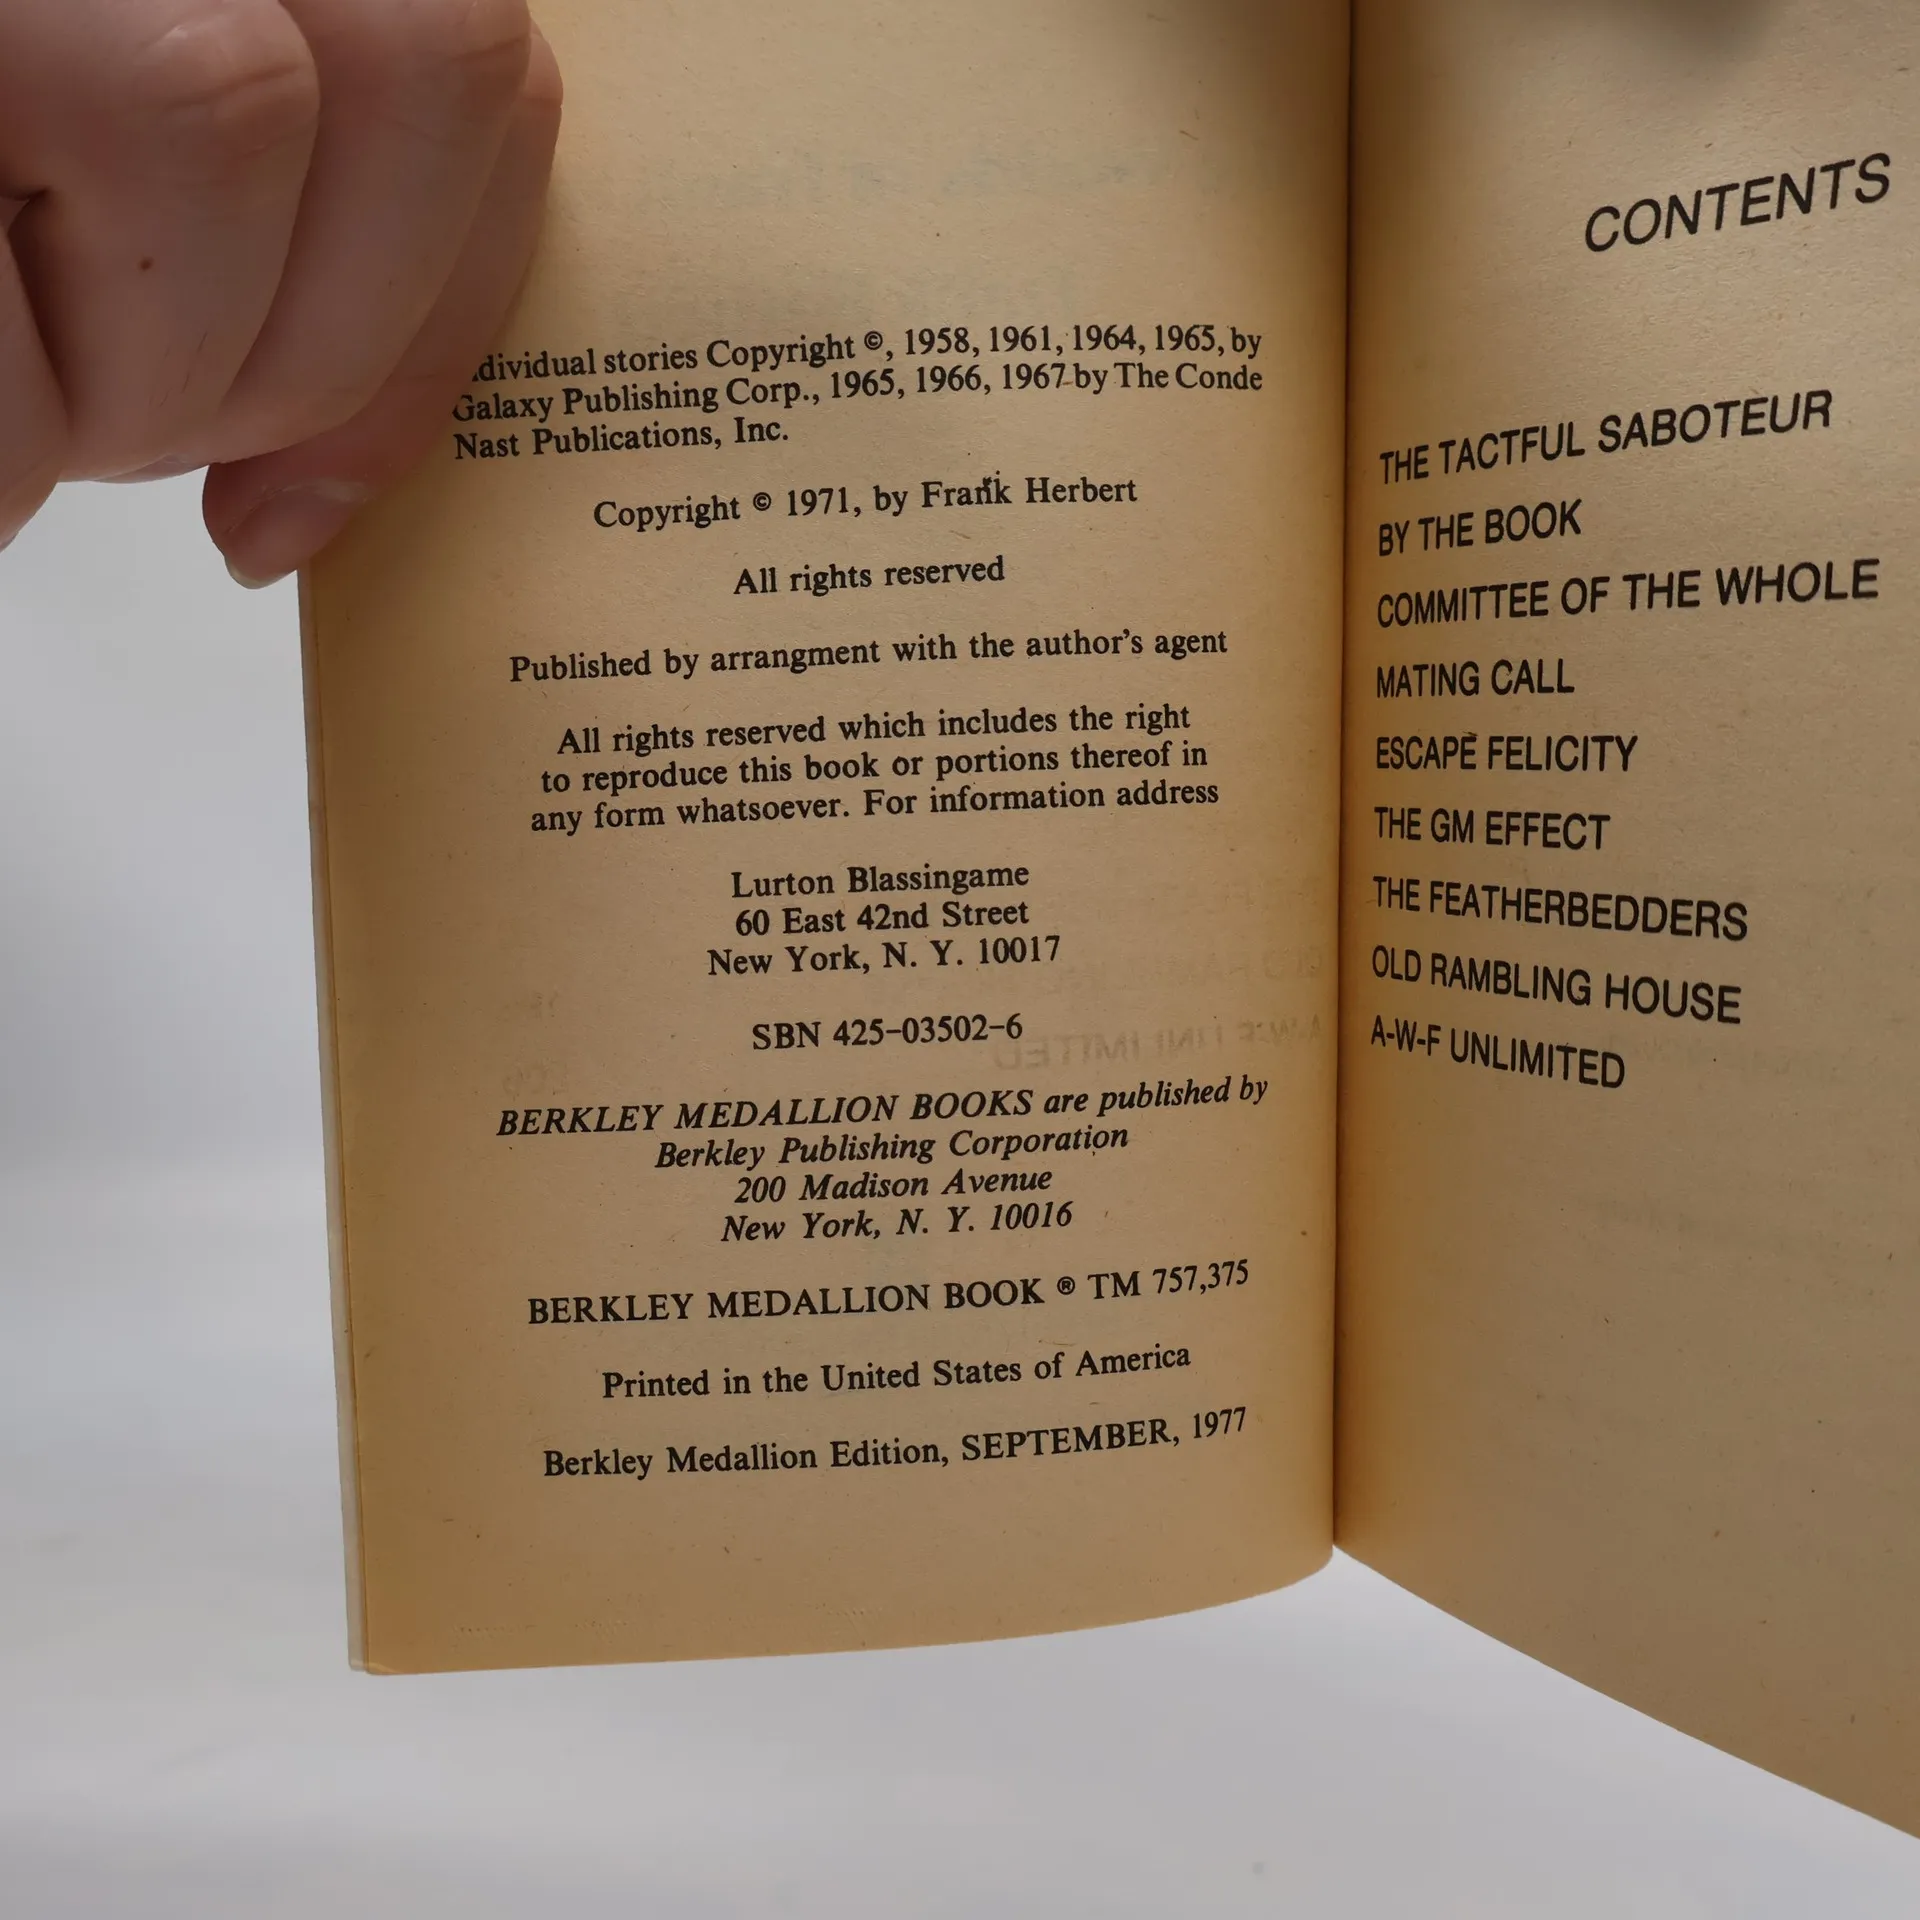 dividual stories Copyright ©, 1958, 1961, 1964, 1965, by
Galaxy Publishing Corp., 1965, 1966, 1967 by The Conde
Nast Publications, Inc.
Copyright © 1971, by Frank Herbert
All rights reserved
Published by arrangment with the author's agent
All rights reserved which includes the right
to reproduce this book or portions thereof in
any form whatsoever. For information address
Lurton Blassingame
60 East 42nd Street
New York, N. Y. 10017
SBN 425-03502-6
BERKLEY MEDALLION BOOKS are published by
Berkley Publishing Corporation
200 Madison Avenue
New York, N. Y. 10016
BERKLEY MEDALLION BOOK ® TM 757,375
Printed in the United States of America
Berkley Medallion Edition, SEPTEMBER, 1977
CONTENTS
THE TACTFUL SABOTEUR
BY THE BOOK
COMMITTEE OF THE WHOLE
MATING CALL
ESCAPE FELICITY
THE GM EFFECT
THE FEATHERBEDDERS
OLD RAMBLING HOUSE
A-W-F UNLIMITED